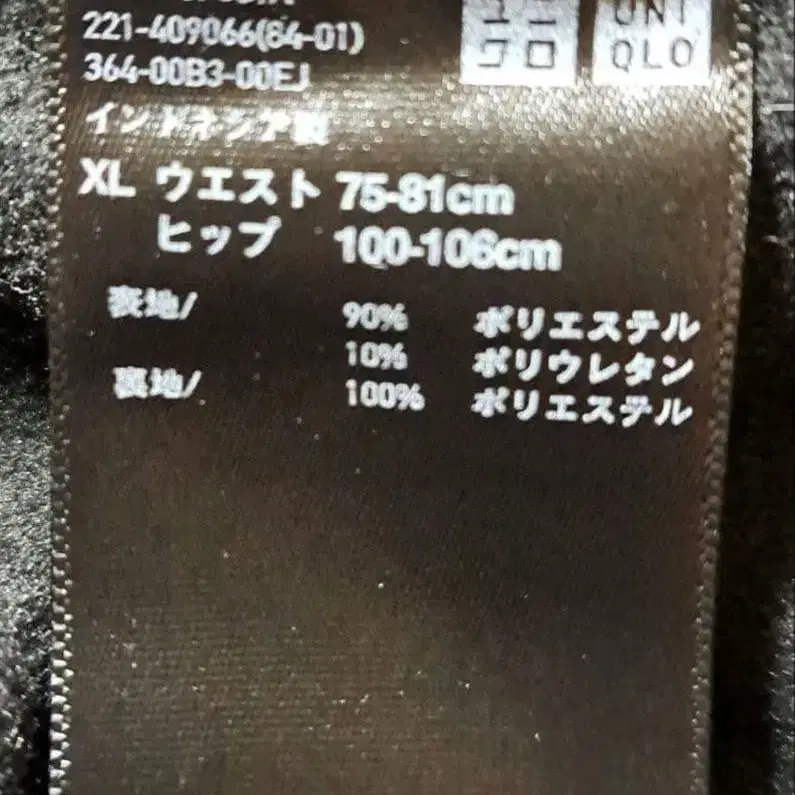 221-409066(84-01)
364-00B3-00EJ
ユニ
クロ
UNI
QLO
インドネシア製
XL ウエスト 75-81cm
ヒップ 100-106cm
表地/ 90% ポリエステル
10% ポリウレタン
裏地/ 100% ポリエステル